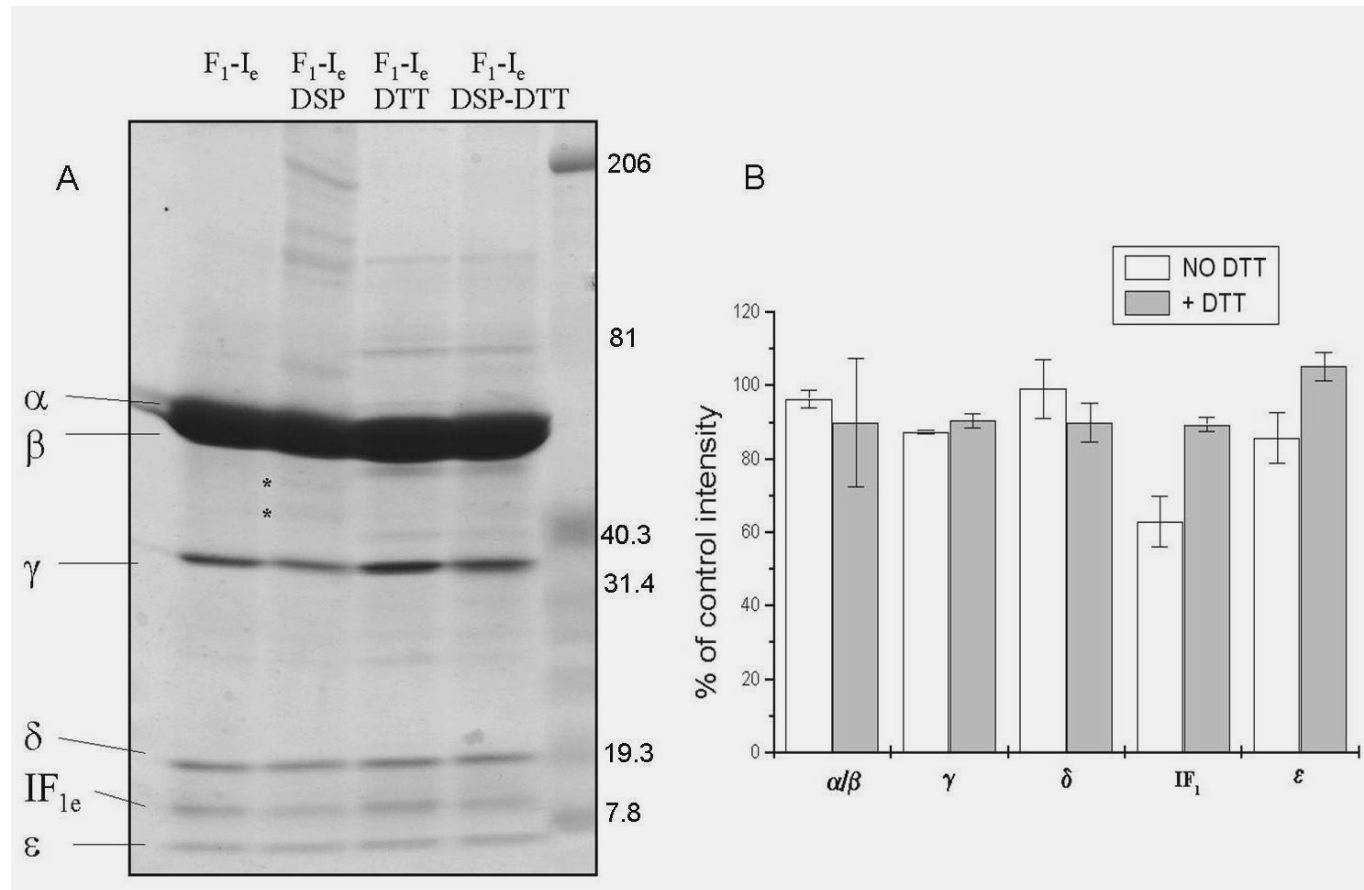 F1-Ie F1-Ie F1-Ie F1-Ie
DSP DTT DSP-DTT
A
206
81
α
β
*
*
40.3
γ
31.4
δ
19.3
IF1e
7.8
ε
B
NO DTT
+ DTT
% of control intensity
120
100
80
60
40
20
0
α/β γ δ IF1 ε